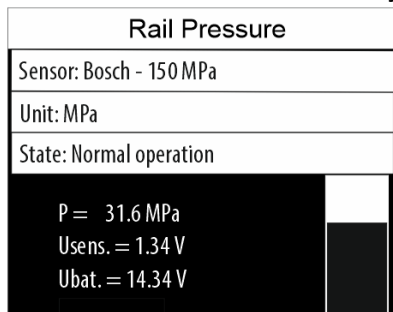 Rail Pressure
Sensor: Bosch - 150 MPa
Unit: MPa
State: Normal operation
P = 31.6 MPa
Usens. = 1.34 V
Ubat. = 14.34 V